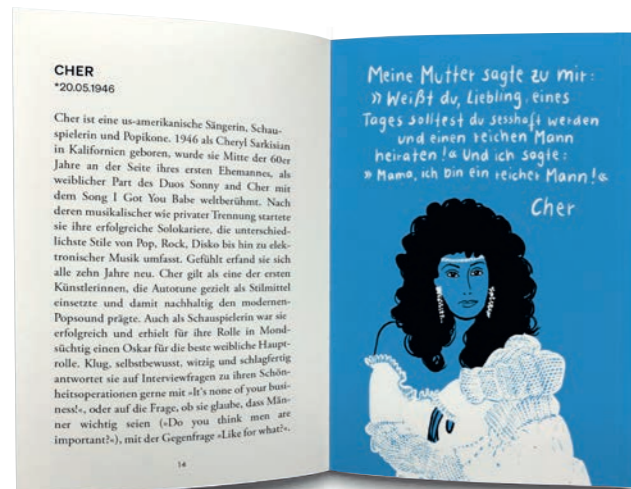 CHER
*20.05.1946
Cher ist eine us-amerikanische Sängerin, Schau-
spielerin und Popikone. 1946 als Cheryl Sarkisian
in Kalifornien geboren, wurde sie Mitte der 60er
Jahre an der Seite ihres ersten Ehemannes, als
weiblicher Part des Duos Sonny and Cher mit
dem Song I Got You Babe weltberühmt. Nach
deren musikalischer wie privater Trennung startete
sie ihre erfolgreiche Solokariere, die unterschied-
lichste Stile von Pop, Rock, Disko bis hin zu elek-
tronischer Musik umfasst. Gefühlt erfand sie sich
alle zehn Jahre neu. Cher gilt als eine der ersten
Künstlerinnen, die Autotune gezielt als Stilmittel
einsetzte und damit nachhaltig den modernen-
Popsound prägte. Auch als Schauspielerin war sie
erfolgreich und erhielt für ihre Rolle in Mond-
süchtig einen Oskar für die beste weibliche Haupt-
rolle. Klug, selbstbewusst, witzig und schlagfertig
antwortet sie auf Interviewfragen zu ihren Schön-
heitsoperationen gerne mit »It's none of your busi-
ness!«, oder auf die Frage, ob sie glaube, dass Män-
ner wichtig seien (»Do you think men are
important?«), mit der Gegenfrage »Like for what?«.
14
Meine Mutter sagte zu mir:
»Weißt du, Liebling, eines
Tages solltest du sesshaft werden
und einen reichen Mann
heiraten!« Und ich sagte:
»Mama, ich bin ein reicher Mann!«
Cher